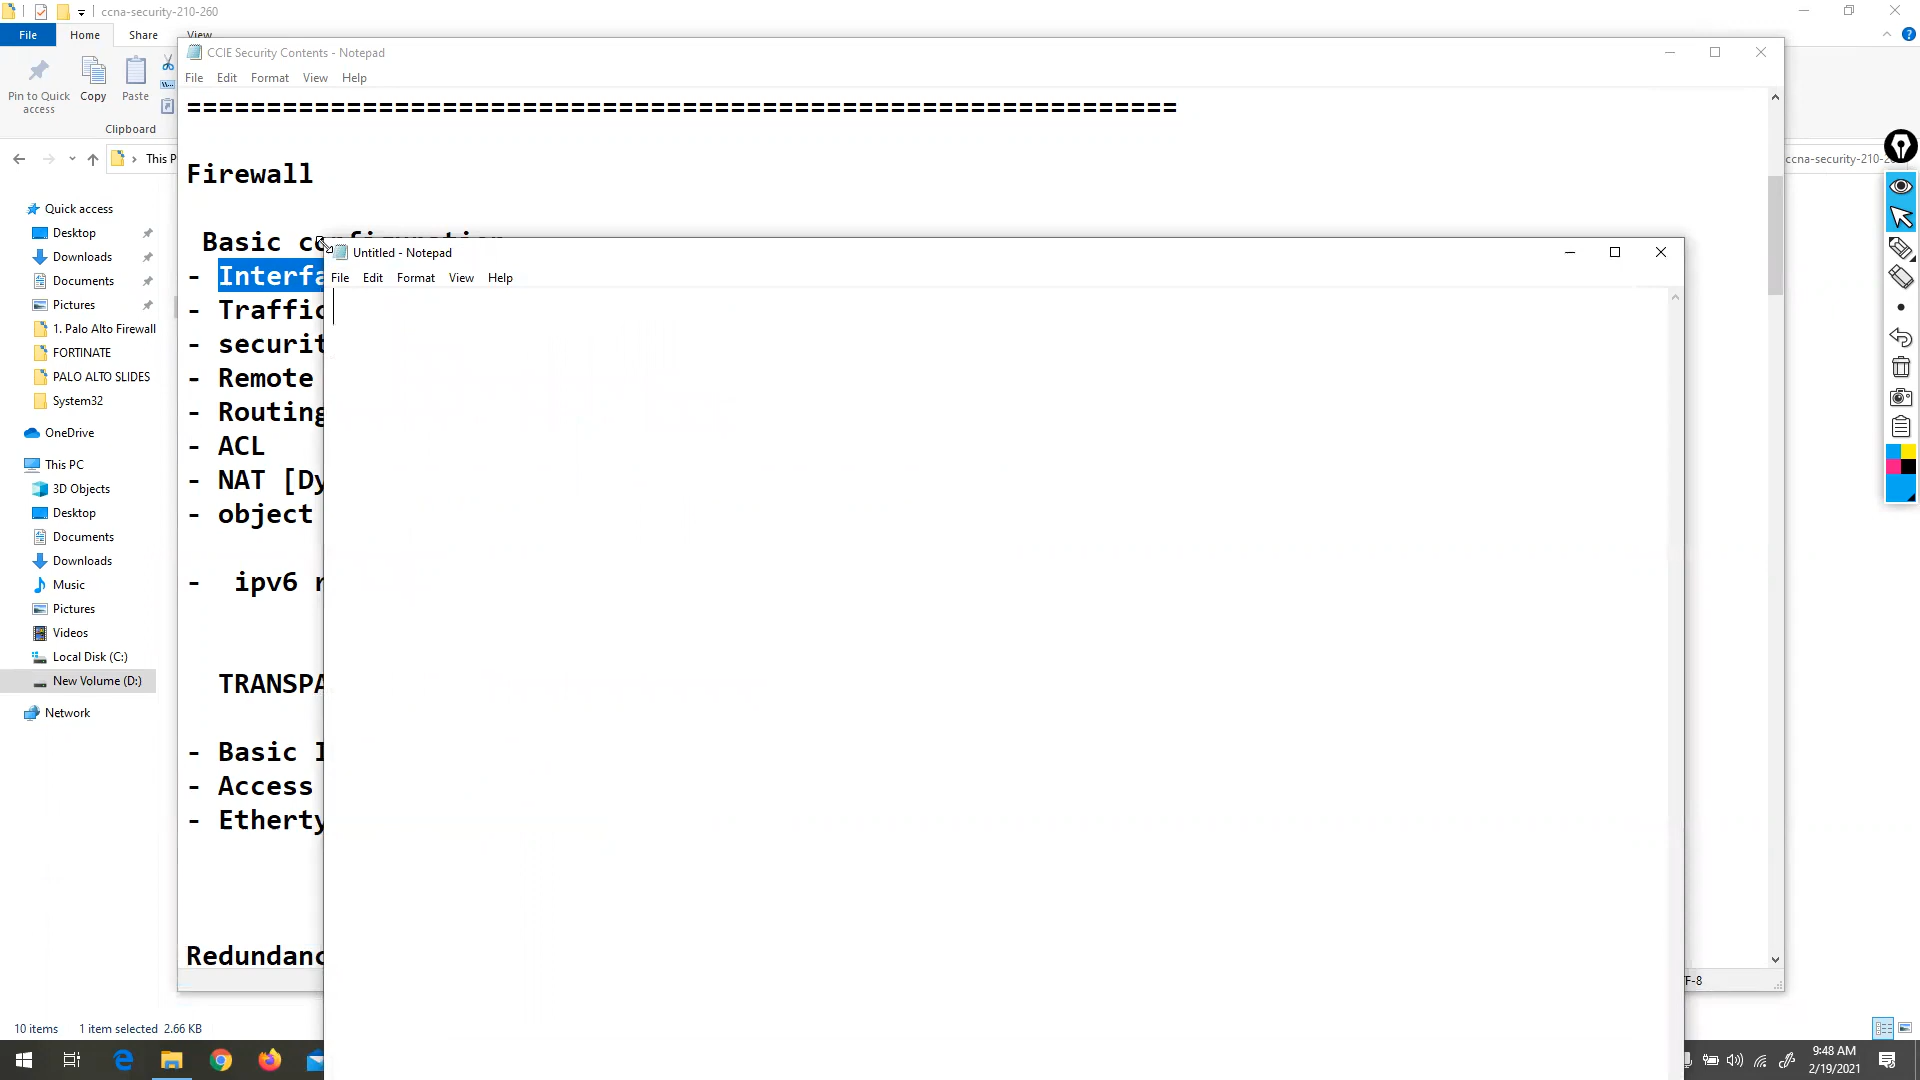 ccna-security-210-260
File Home Share View
Pin to Quick access
Copy
Paste
Clipboard
This P
ccna-security-210-2
Quick access
Desktop
Downloads
Documents
Pictures
1. Palo Alto Firewall
FORTINATE
PALO ALTO SLIDES
System32
OneDrive
This PC
3D Objects
Desktop
Documents
Downloads
Music
Pictures
Videos
Local Disk (C:)
New Volume (D:)
Network
10 items 1 item selected 2.66 KB
CCIE Security Contents - Notepad
File Edit Format View Help
==============================================================
Firewall
Basic configuration
- Interfa
- Traffic
- securit
- Remote
- Routing
- ACL
- NAT [Dy
- object
- ipv6 r
TRANSPA
- Basic I
- Access
- Etherty
Redundanc
F-8
Untitled - Notepad
File Edit Format View Help
9:48 AM
2/19/2021